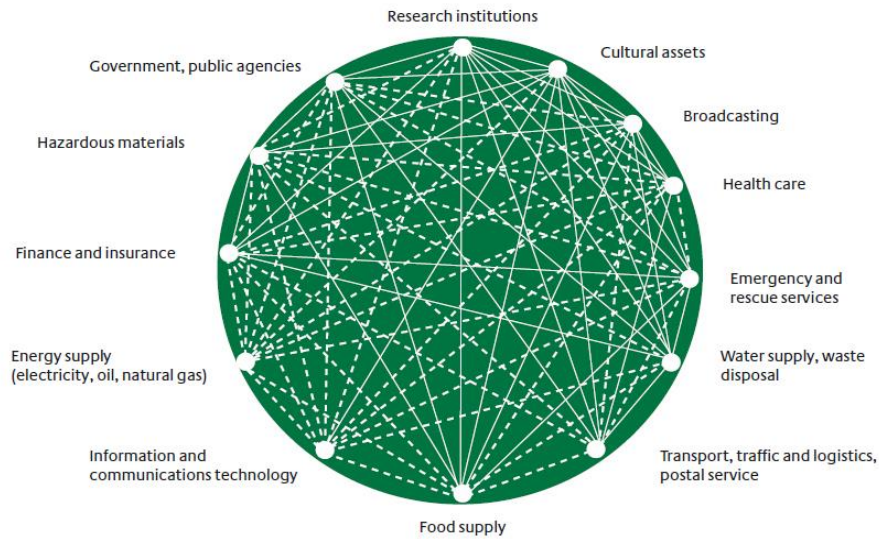 Research institutions
Cultural assets
Government, public agencies
Broadcasting
Hazardous materials
Health care
Finance and insurance
Emergency and
rescue services
Energy supply
(electricity, oil, natural gas)
Water supply, waste
disposal
Information and
communications technology
Transport, traffic and logistics,
postal service
Food supply